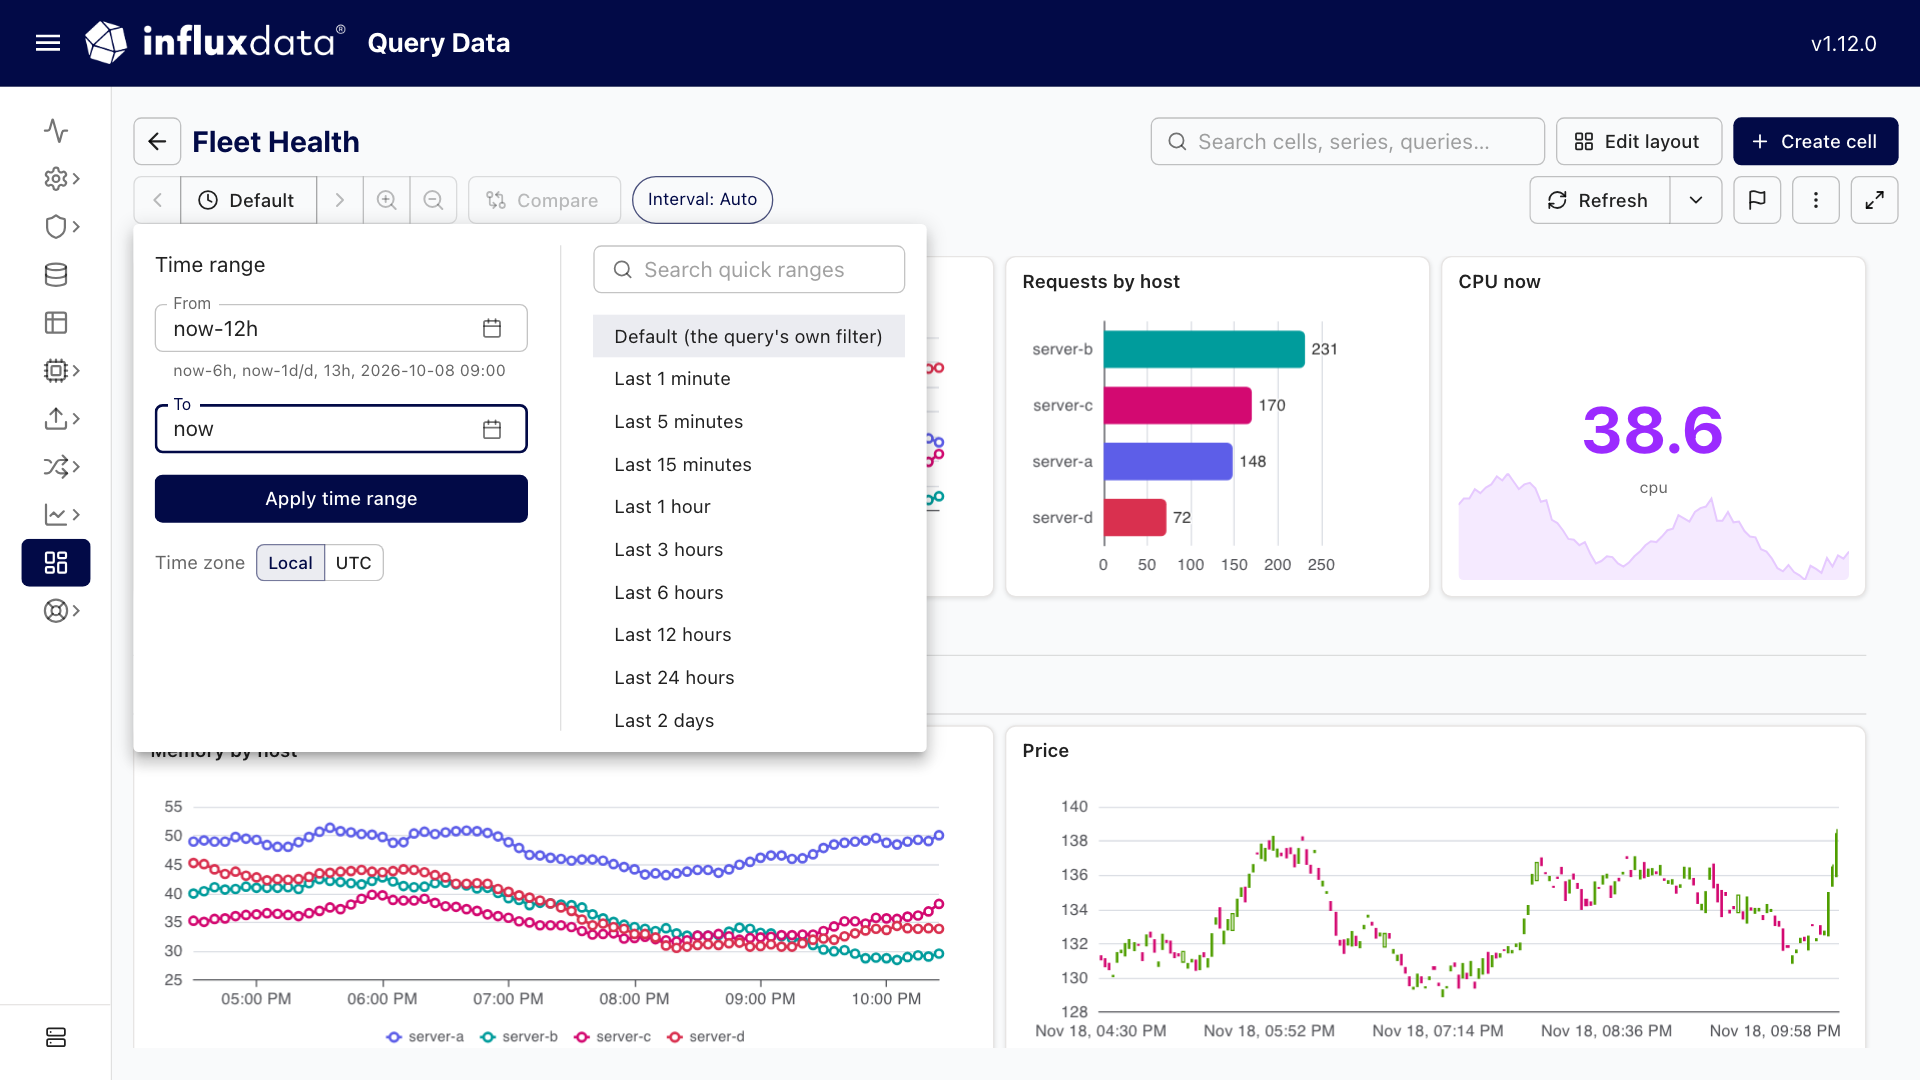 influxdata® Query Data
v1.12.0
Fleet Health
Search cells, series, queries...
Edit layout
Create cell
Default
Compare
Interval: Auto
Refresh
Time range
From
now-12h
now-6h, now-1d/d, 13h, 2026-10-08 09:00
To
now
Apply time range
Time zone
Local
UTC
Search quick ranges
Default (the query's own filter)
Last 1 minute
Last 5 minutes
Last 15 minutes
Last 1 hour
Last 3 hours
Last 6 hours
Last 12 hours
Last 24 hours
Last 2 days
Requests by host
server-b
231
server-c
170
server-a
148
server-d
72
0 50 100 150 200 250
CPU now
38.6
cpu
Memory by host
55
50
45
40
35
30
25
05:00 PM 06:00 PM 07:00 PM 08:00 PM 09:00 PM 10:00 PM
server-a server-b server-c server-d
Price
140
138
136
134
132
130
128
Nov 18, 04:30 PM Nov 18, 05:52 PM Nov 18, 07:14 PM Nov 18, 08:36 PM Nov 18, 09:58 PM